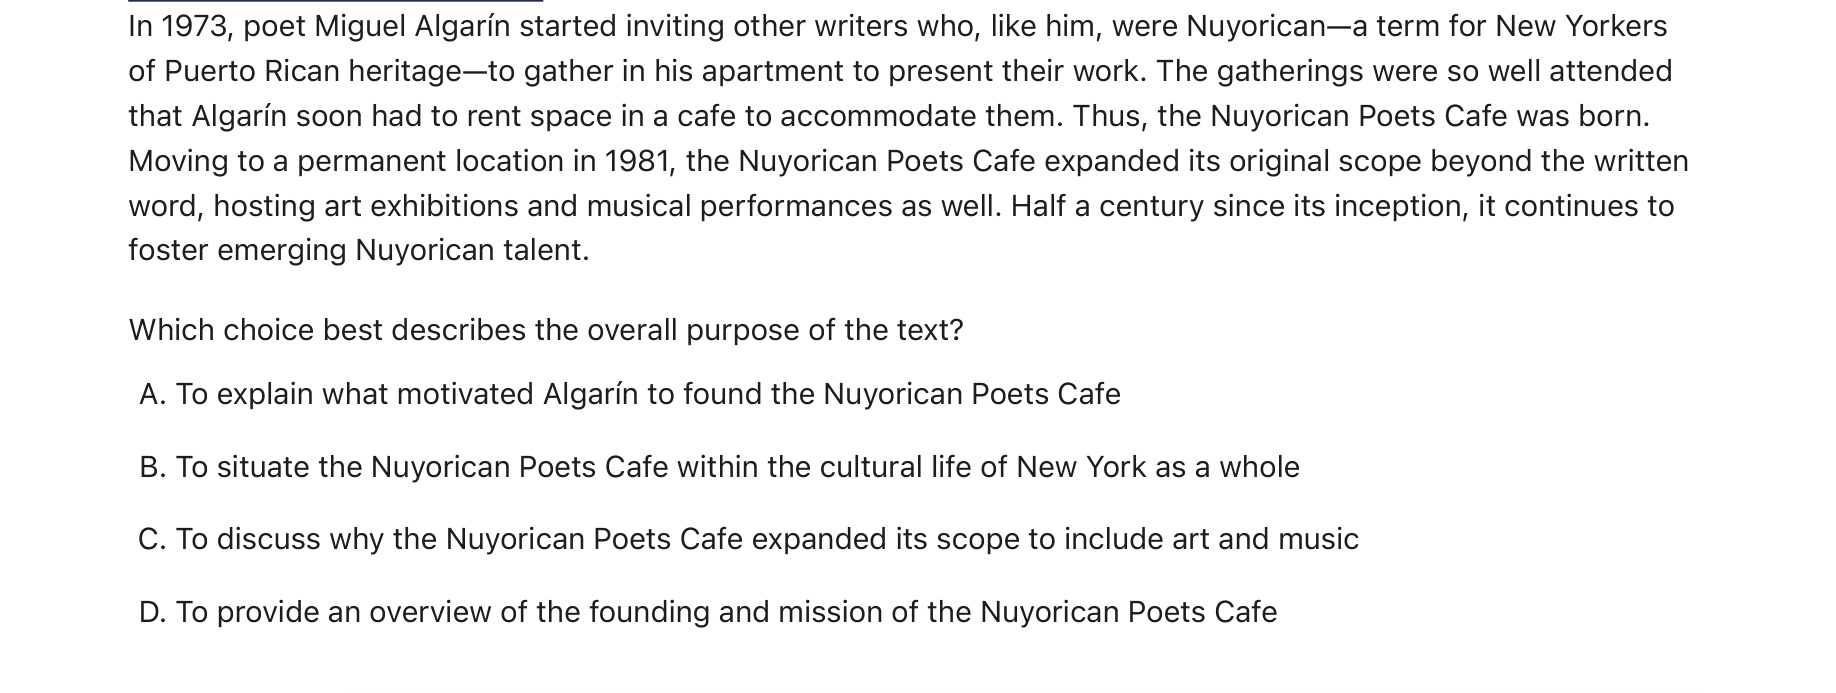 In 1973, poet Miguel Algarín started inviting other writers who, like him, were Nuyorican—a term for New Yorkers
of Puerto Rican heritage—to gather in his apartment to present their work. The gatherings were so well attended
that Algarín soon had to rent space in a cafe to accommodate them. Thus, the Nuyorican Poets Cafe was born.
Moving to a permanent location in 1981, the Nuyorican Poets Cafe expanded its original scope beyond the written
word, hosting art exhibitions and musical performances as well. Half a century since its inception, it continues to
foster emerging Nuyorican talent.
Which choice best describes the overall purpose of the text?
A. To explain what motivated Algarín to found the Nuyorican Poets Cafe
B. To situate the Nuyorican Poets Cafe within the cultural life of New York as a whole
C. To discuss why the Nuyorican Poets Cafe expanded its scope to include art and music
D. To provide an overview of the founding and mission of the Nuyorican Poets Cafe